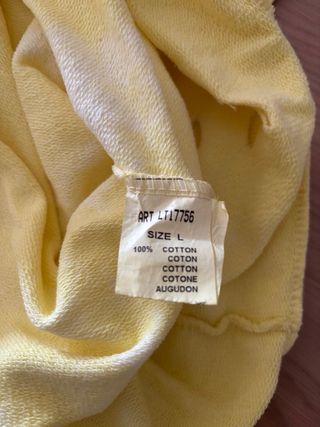 ART LT17756
SIZE L
100% COTTON
COTON
COTTON
COTONE
AUGUDON